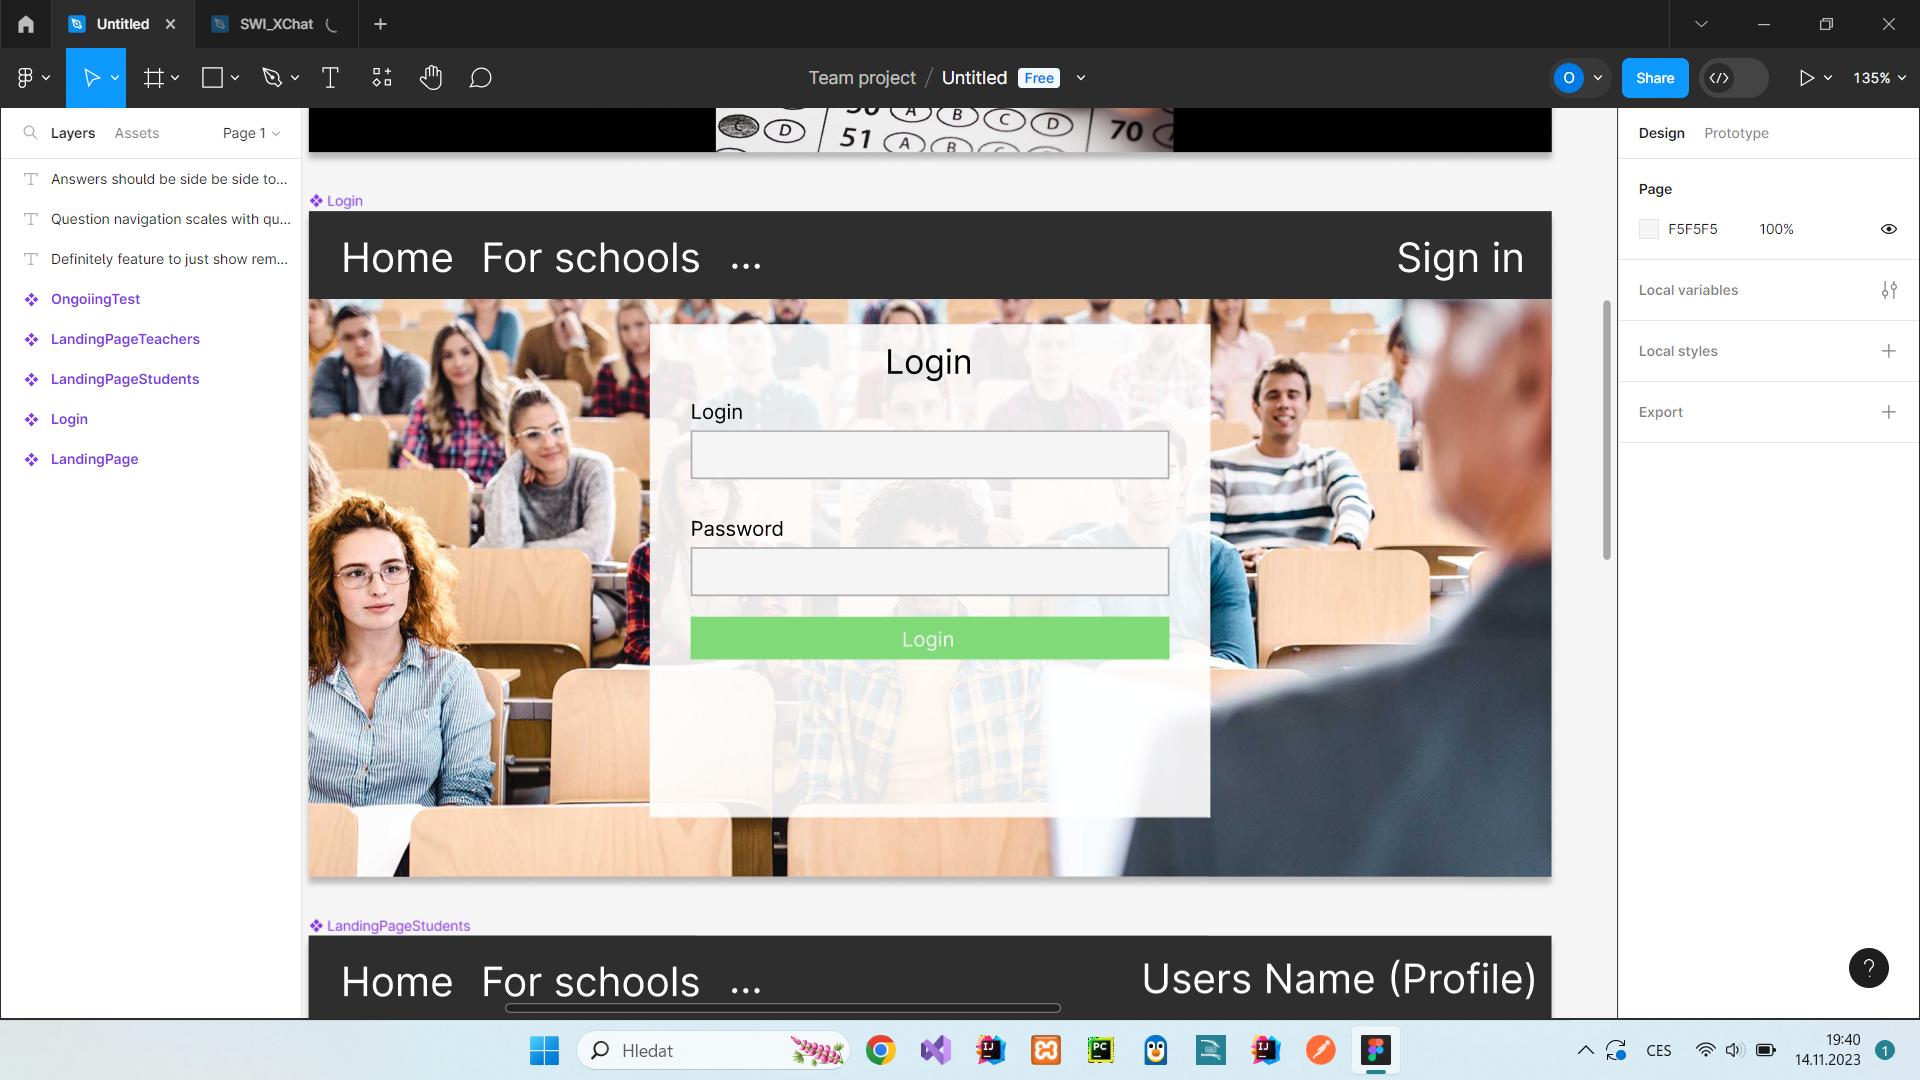 Untitled
SWI_XChat
Team project / Untitled Free
O
Share
135%
Layers
Assets
Page 1
Answers should be side be side to...
Question navigation scales with qu...
Definitely feature to just show rem...
OngoiingTest
LandingPageTeachers
LandingPageStudents
Login
LandingPage
C D
51 A B C D
A B
70
Login
Home For schools ...
Sign in
Login
Login
Password
Login
LandingPageStudents
Home For schools ...
Users Name (Profile)
Design
Prototype
Page
F5F5F5 100%
Local variables
Local styles
Export
?
Hledat
IJ
PC
IJ
CES
19:40
14.11.2023
1